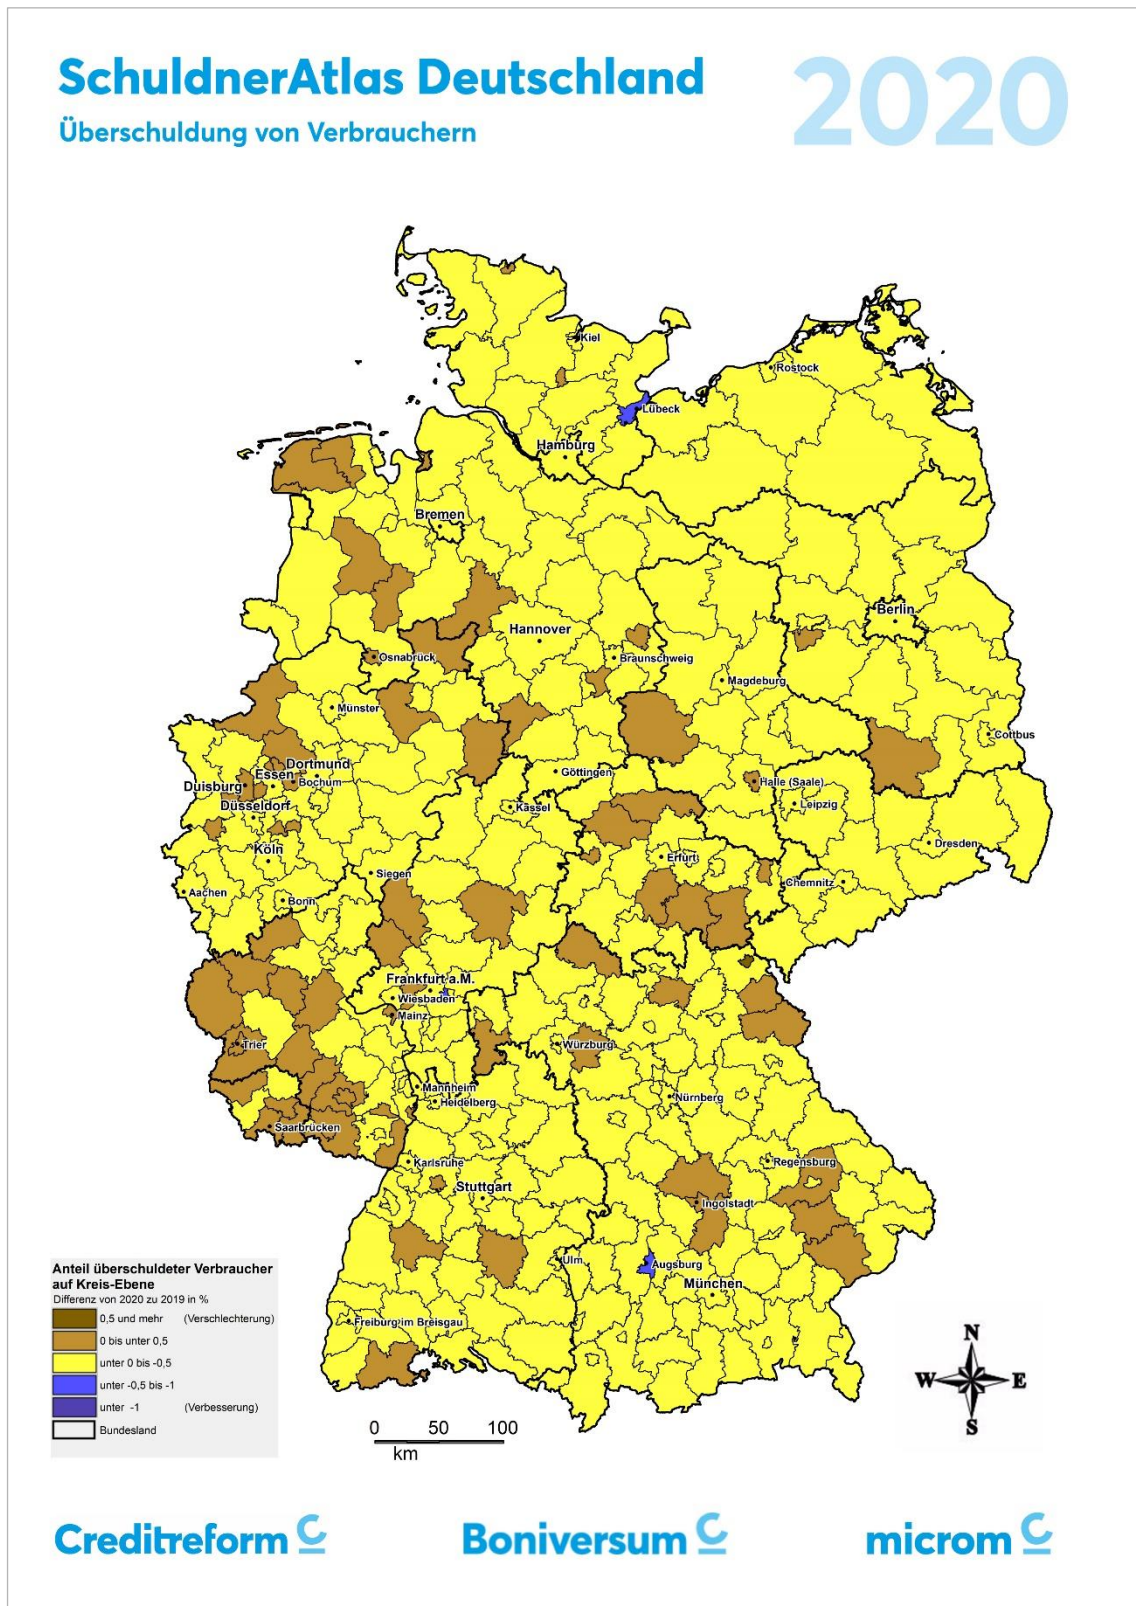 SchuldnerAtlas Deutschland
2020
Überschuldung von Verbrauchern
Kiel
Rostock
Lübeck
Hamburg
Bremen
Berlin
Hannover
Osnabrück
Braunschweig
Magdeburg
Münster
Cottbus
Dortmund
Essen
Bochum
Duisburg
Göttingen
Halle (Saale)
Düsseldorf
Kassel
Leipzig
Köln
Erfurt
Dresden
Siegen
Chemnitz
Aachen
Bonn
Frankfurt a.M.
Wiesbaden
Mainz
Trier
Würzburg
Mannheim
Heidelberg
Nürnberg
Saarbrücken
Karlsruhe
Regensburg
Stuttgart
Ingolstadt
Ulm
Augsburg
München
Freiburg im Breisgau
Anteil überschuldeter Verbraucher
auf Kreis-Ebene
Differenz von 2020 zu 2019 in %
0,5 und mehr (Verschlechterung)
0 bis unter 0,5
unter 0 bis -0,5
unter -0,5 bis -1
unter -1 (Verbesserung)
Bundesland
0 50 100
km
N
W E
S
Creditreform C
Boniversum C
microm C